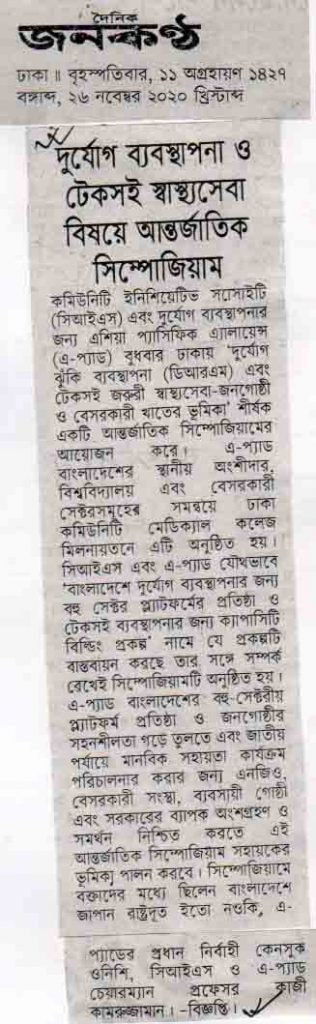 দৈনিক
জনকণ্ঠ
ঢাকা ॥ বৃহস্পতিবার, ১১ অগ্রহায়ণ ১৪২৭
বঙ্গাব্দ, ২৬ নবেম্বর ২০২০ খ্রিস্টাব্দ
দুর্যোগ ব্যবস্থাপনা ও
টেকসই স্বাস্থ্যসেবা
বিষয়ে আন্তর্জাতিক
সিম্পোজিয়াম
কমিউনিটি ইনিশিয়েটিভ সসোইটি
(সিআইএস) এবং দুর্যোগ ব্যবস্থাপনার
জন্য এশিয়া প্যাসিফিক এ্যালায়েন্স
(এ-প্যাড) বুধবার ঢাকায় 'দুর্যোগ
ঝুঁকি ব্যবস্থাপনা (ডিআরএম) এবং
টেকসই জরুরী স্বাস্থ্যসেবা-জনগোষ্ঠী
ও বেসরকারী খাতের ভূমিকা' শীর্ষক
একটি আন্তর্জাতিক সিম্পোজিয়ামের
আয়োজন করে। এ-প্যাড
বাংলাদেশের স্থানীয় অংশীদার,
বিশ্ববিদ্যালয় এবং বেসরকারী
সেক্টরসমূহের সমন্বয়ে ঢাকা
কমিউনিটি মেডিক্যাল কলেজ
মিলনায়তনে এটি অনুষ্ঠিত হয়।
সিআইএস এবং এ-প্যাড যৌথভাবে
'বাংলাদেশে দুর্যোগ ব্যবস্থাপনার জন্য
বহু সেক্টর প্ল্যাটফর্মের প্রতিষ্ঠা ও
টেকসই ব্যবস্থাপনার জন্য ক্যাপাসিটি
বিল্ডিং প্রকল্প' নামে যে প্রকল্পটি
বাস্তবায়ন করছে তার সঙ্গে সম্পর্ক
রেখেই সিম্পোজিয়ামটি অনুষ্ঠিত হয়।
এ-প্যাড বাংলাদেশের বহু-সেক্টরীয়
প্ল্যাটফর্ম প্রতিষ্ঠা ও জনগোষ্ঠীর
সহনশীলতা গড়ে তুলতে এবং জাতীয়
পর্যায়ে মানবিক সহায়তা কার্যক্রম
পরিচালনার করার জন্য এনজিও,
বেসরকারী সংস্থা, ব্যবসায়ী গোষ্ঠী
এবং সরকারের ব্যাপক অংশগ্রহণ ও
সমর্থন নিশ্চিত করতে এই
আন্তর্জাতিক সিম্পোজিয়াম সহায়কের
ভূমিকা পালন করবে। সিম্পোজিয়ামে
বক্তাদের মধ্যে ছিলেন বাংলাদেশে
জাপান রাষ্ট্রদূত ইতো নওকি, এ-
প্যাডের প্রধান নির্বাহী কেনসুক
ওনিশি, সিআইএস ও এ-প্যাড
চেয়ারম্যান প্রফেসর কাজী
কামরুজ্জামান। -বিজ্ঞপ্তি।